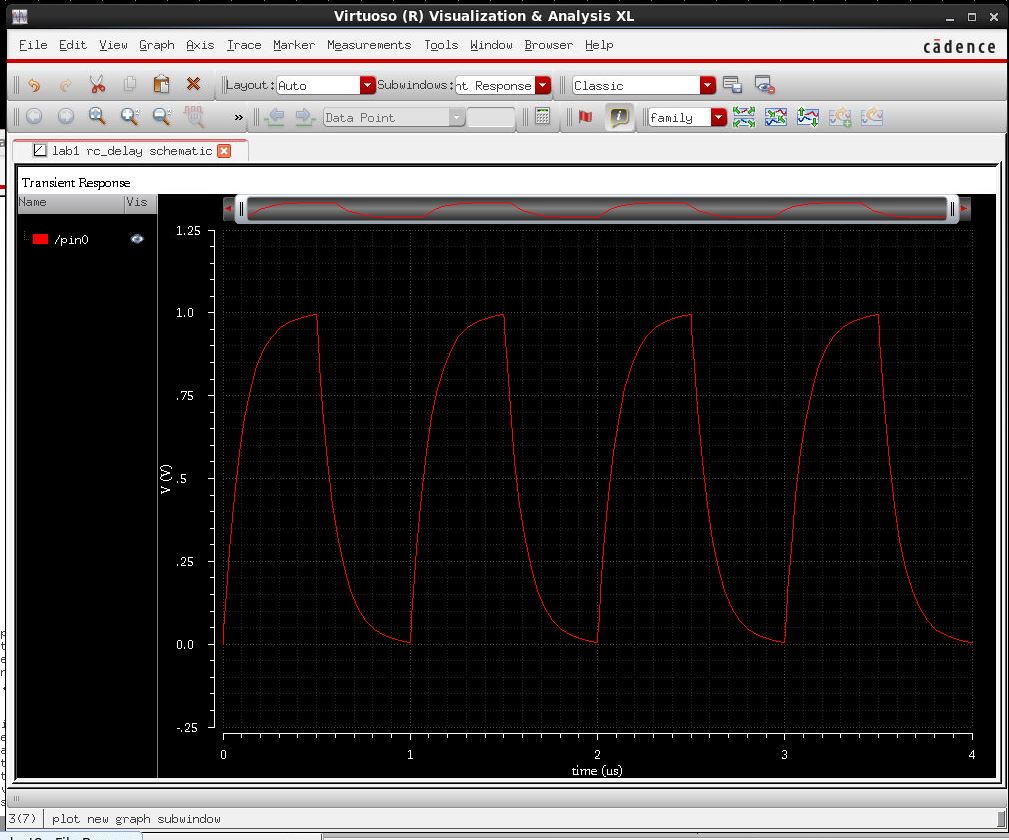 Virtuoso (R) Visualization & Analysis XL
File Edit View Graph Axis Trace Marker Measurements Tools Window Browser Help
cādence
Layout: Auto Subwindows: nt Response Classic
» Data Point family
lab1 rc_delay schematic
Transient Response
Name Vis
/pin0
1.25
1.0
.75
.5
.25
0.0
-.25
V (V)
0 1 2 3 4
time (us)
3(7) plot new graph subwindow